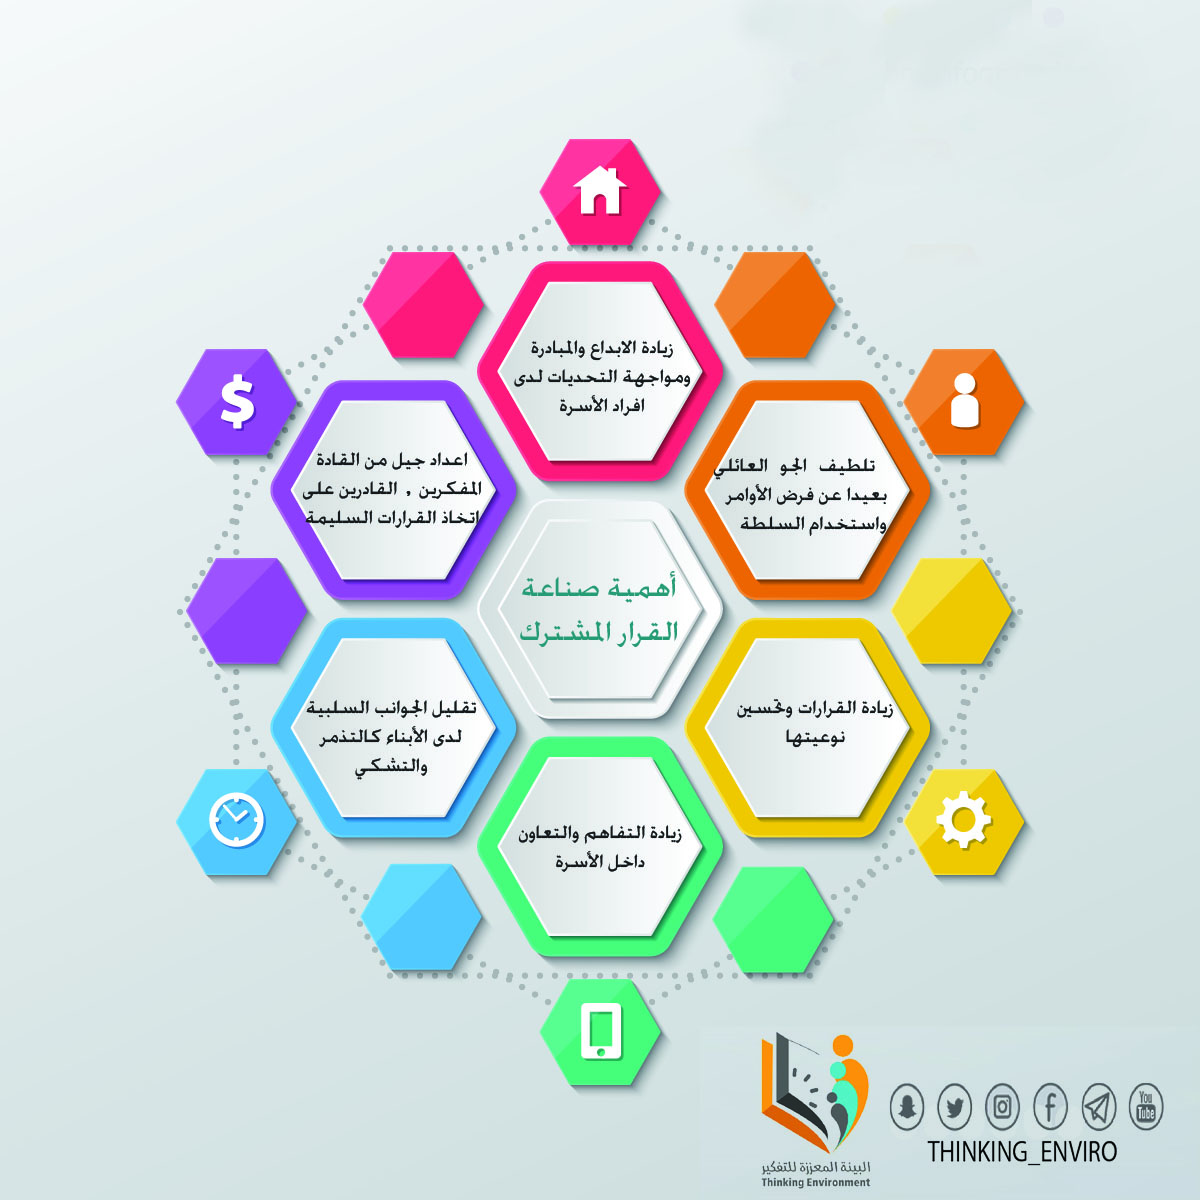 زيادة الابداع والمبادرة
ومواجهة التحديات لدى
افراد الأسرة
تلطيف الجو العائلي
بعيدا عن فرض الأوامر
واستخدام السلطة
اعداد جيل من القادة
المفكرين , القادرين على
اتخاذ القرارات السليمة
أهمية صناعة
القرار المشترك
زيادة القرارات وتحسين
نوعيتها
تقليل الجوانب السلبية
لدى الأبناء كالتذمر
والتشكي
زيادة التفاهم والتعاون
داخل الأسرة
$
You
Tube
THINKING_ENVIRO
البيئة المعززة للتفكير
Thinking Environment